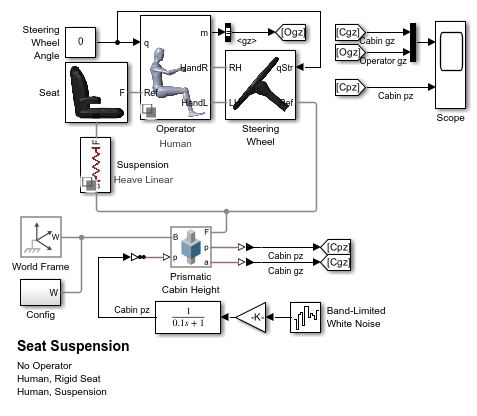 Steering
Wheel
Angle
0
q
m
<gz>
[Ogz]
[Cgz]
Cabin gz
[Ogz]
Operator gz
[Cpz]
Cabin pz
Scope
Seat
F
Ref
HandR
HandL
Operator
Human
RH
LH
qStr
Ref
Steering
Wheel
F
Suspension
Heave Linear
World Frame
W
Config
W
B
p
F
p
a
Prismatic
Cabin Height
Cabin pz
[Cpz]
Cabin gz
[Cgz]
Cabin pz
1
0.1s + 1
-K-
Band-Limited
White Noise
Seat Suspension
No Operator
Human, Rigid Seat
Human, Suspension